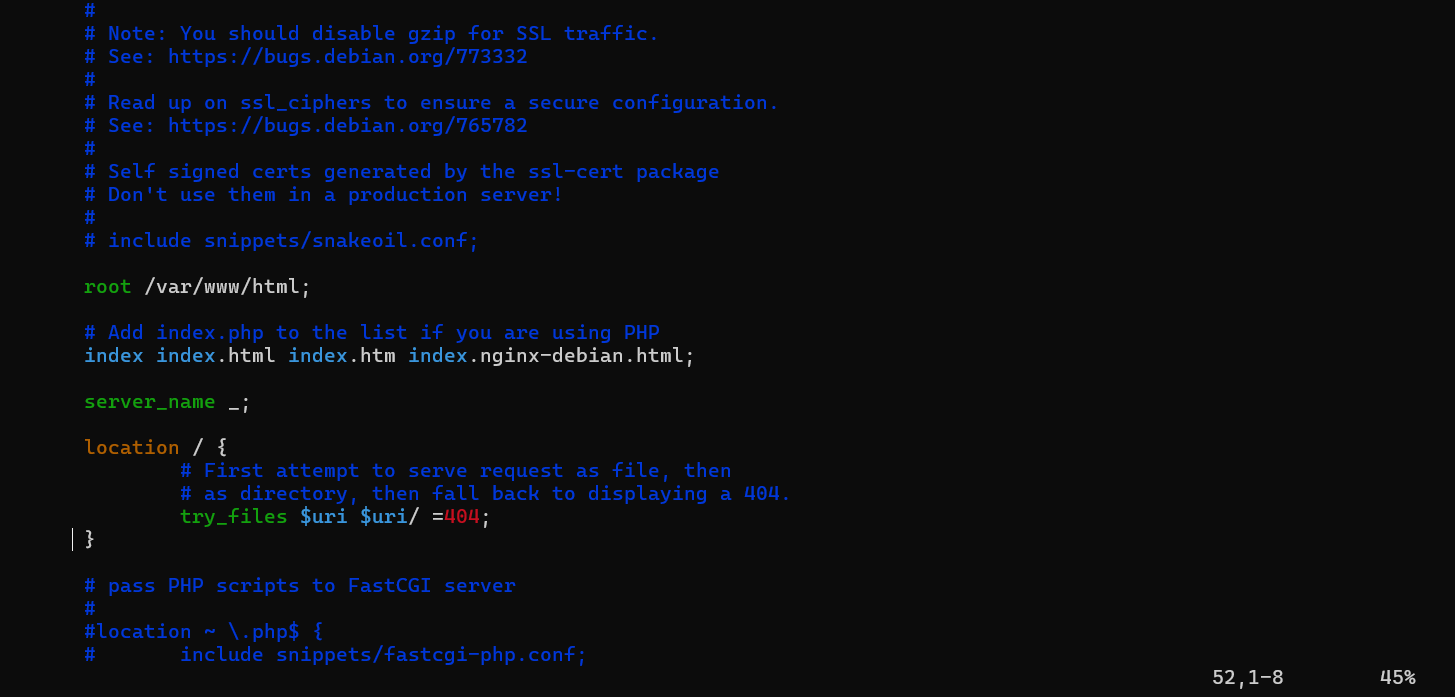 #
# Note: You should disable gzip for SSL traffic.
# See: https://bugs.debian.org/773332
#
# Read up on ssl_ciphers to ensure a secure configuration.
# See: https://bugs.debian.org/765782
#
# Self signed certs generated by the ssl-cert package
# Don't use them in a production server!
#
# include snippets/snakeoil.conf;
root /var/www/html;
# Add index.php to the list if you are using PHP
index index.html index.htm index.nginx-debian.html;
server_name _;
location / {
# First attempt to serve request as file, then
# as directory, then fall back to displaying a 404.
try_files $uri $uri/ =404;
}
# pass PHP scripts to FastCGI server
#
#location ~ \.php$ {
# include snippets/fastcgi-php.conf;
52,1-8 45%